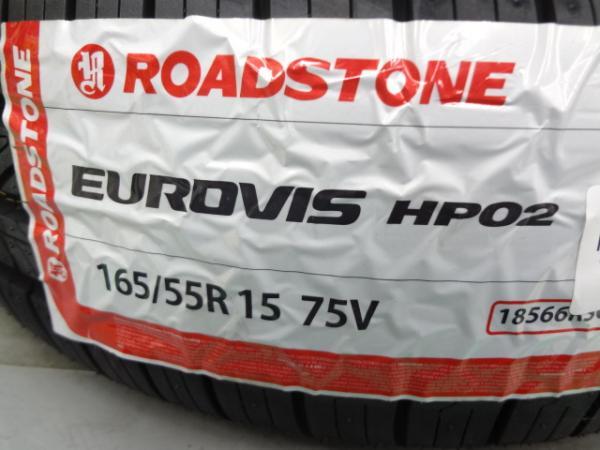 ROADSTONE
ROADSTONE
EUROVIS HP02
165/55R 15 75V